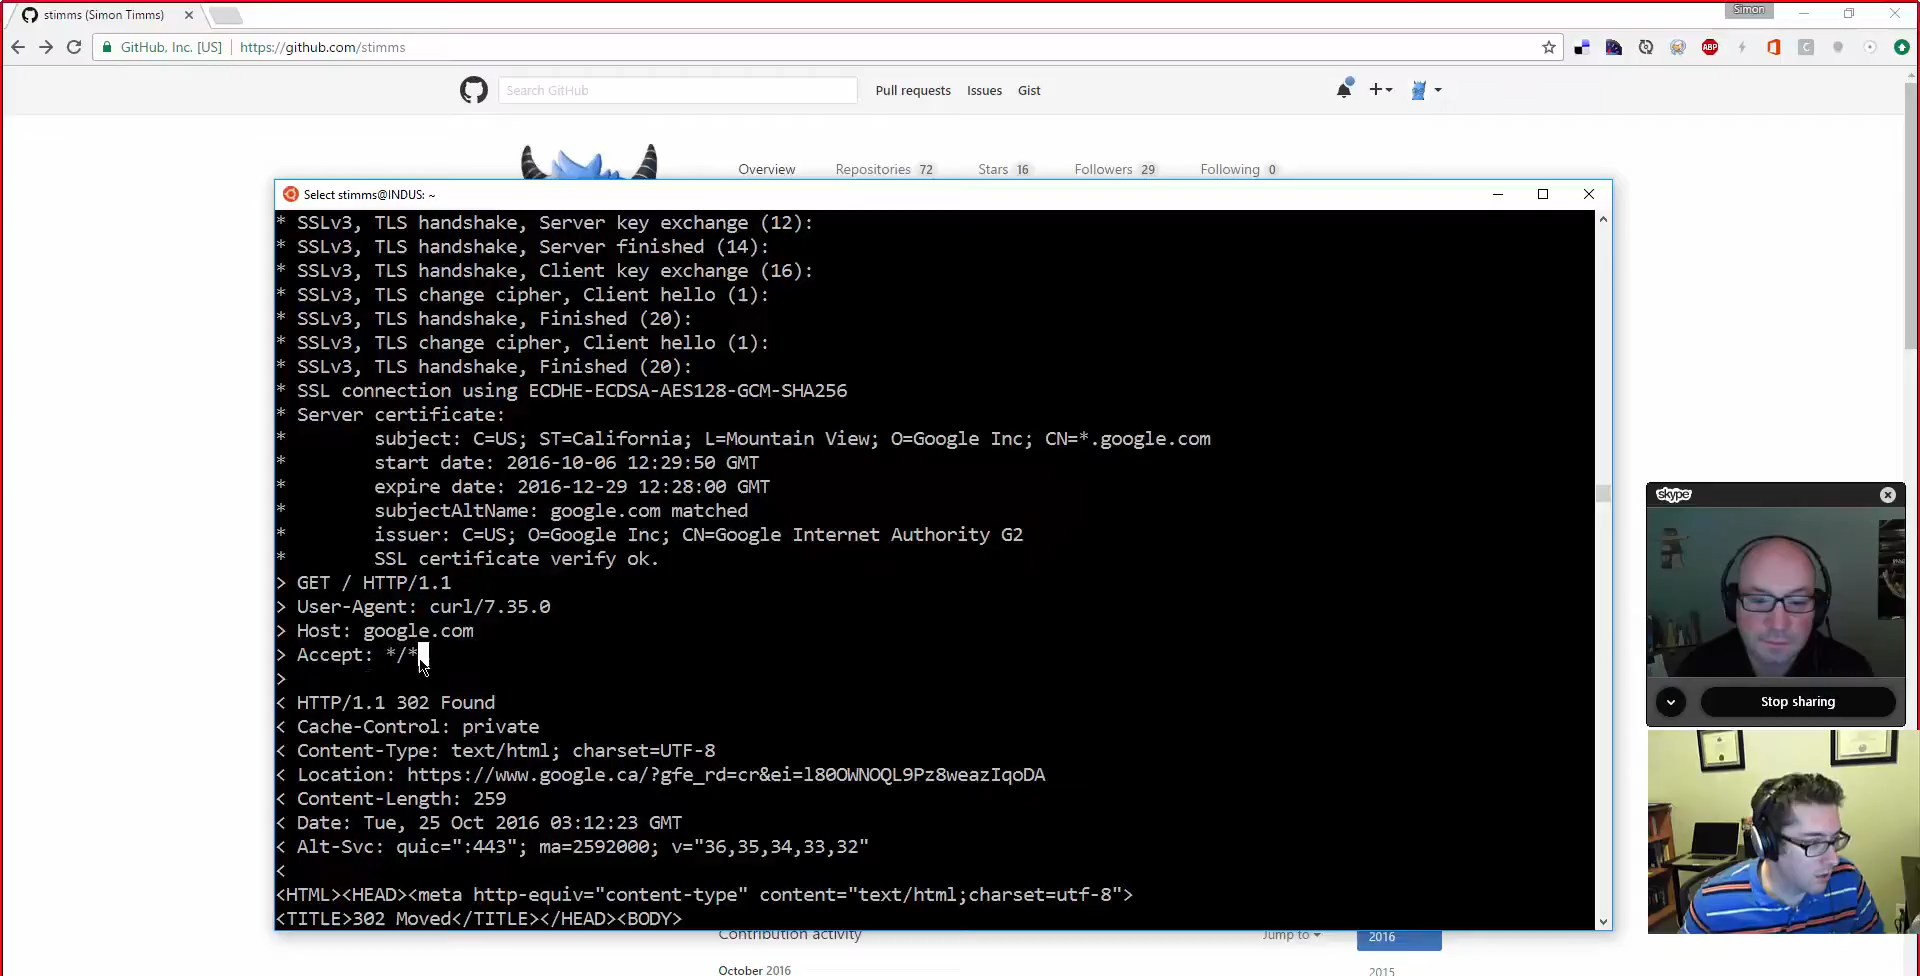 stimms (Simon Timms)
Simon
GitHub, Inc. [US] https://github.com/stimms
ABP
C
Search GitHub
Pull requests Issues Gist
Overview Repositories 72 Stars 16 Followers 29 Following 0
Select stimms@INDUS: ~
* SSLv3, TLS handshake, Server key exchange (12):
* SSLv3, TLS handshake, Server finished (14):
* SSLv3, TLS handshake, Client key exchange (16):
* SSLv3, TLS change cipher, Client hello (1):
* SSLv3, TLS handshake, Finished (20):
* SSLv3, TLS change cipher, Client hello (1):
* SSLv3, TLS handshake, Finished (20):
* SSL connection using ECDHE-ECDSA-AES128-GCM-SHA256
* Server certificate:
* subject: C=US; ST=California; L=Mountain View; O=Google Inc; CN=*.google.com
* start date: 2016-10-06 12:29:50 GMT
* expire date: 2016-12-29 12:28:00 GMT
* subjectAltName: google.com matched
* issuer: C=US; O=Google Inc; CN=Google Internet Authority G2
* SSL certificate verify ok.
> GET / HTTP/1.1
> User-Agent: curl/7.35.0
> Host: google.com
> Accept: */*
>
< HTTP/1.1 302 Found
< Cache-Control: private
< Content-Type: text/html; charset=UTF-8
< Location: https://www.google.ca/?gfe_rd=cr&ei=l80OWNOQL9Pz8weazIqoDA
< Content-Length: 259
< Date: Tue, 25 Oct 2016 03:12:23 GMT
< Alt-Svc: quic=":443"; ma=2592000; v="36,35,34,33,32"
<
<HTML><HEAD><meta http-equiv="content-type" content="text/html;charset=utf-8">
<TITLE>302 Moved</TITLE></HEAD><BODY>
skype
Stop sharing
Contribution activity
Jump to
2016
October 2016
2015